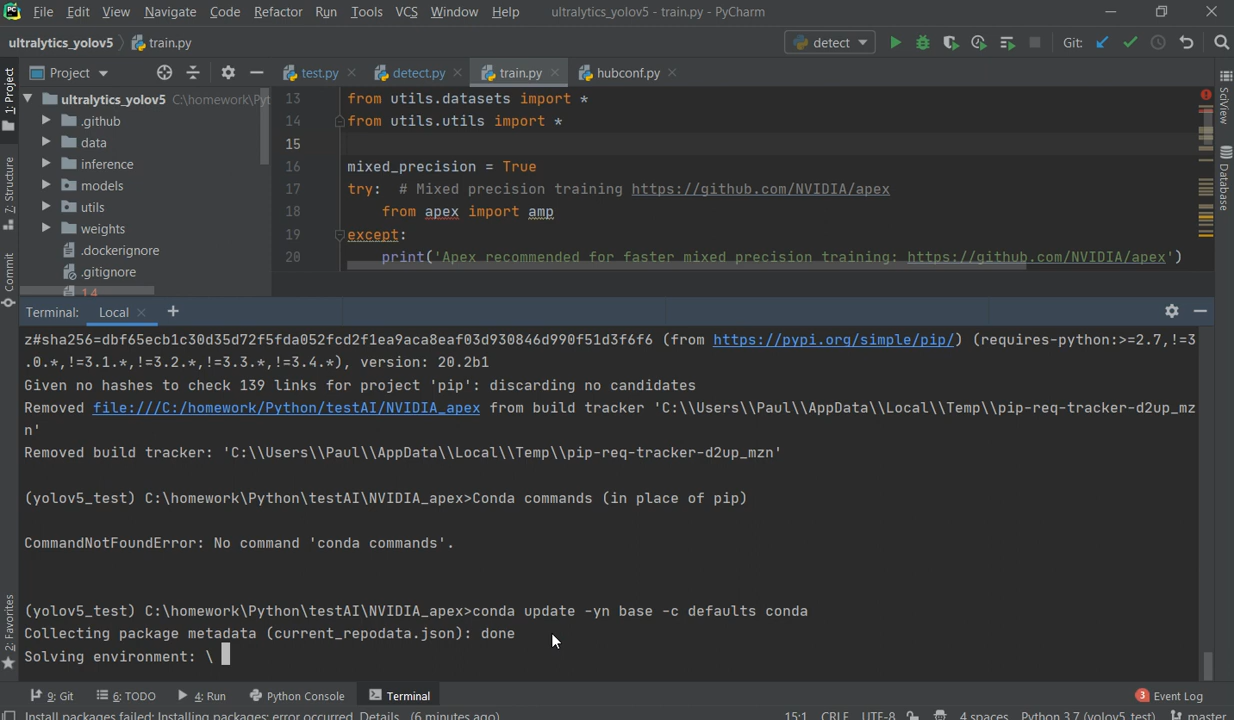 PC File Edit View Navigate Code Refactor Run Tools VCS Window Help ultralytics_yolov5 - train.py - PyCharm
ultralytics_yolov5 train.py detect Git:
1: Project
Project test.py detect.py train.py hubconf.py
SciView
ultralytics_yolov5 C:\homework\Pyt
.github
data
inference
models
utils
weights
.dockerignore
.gitignore
13 from utils.datasets import *
14 from utils.utils import *
15
16 mixed_precision = True
17 try: # Mixed precision training https://github.com/NVIDIA/apex
18 from apex import amp
19 except:
20 print('Apex recommended for faster mixed precision training: https://github.com/NVIDIA/apex')
Z: Structure
Database
Commit
Terminal: Local +
z#sha256=dbf65ecb1c30d35d72f5fda052fcd2f1ea9aca8eaf03d930846d990f51d3f6f6 (from https://pypi.org/simple/pip/) (requires-python:>=2.7,!=3
.0.*,!=3.1.*,!=3.2.*,!=3.3.*,!=3.4.*), version: 20.2b1
Given no hashes to check 139 links for project 'pip': discarding no candidates
Removed file:///C:/homework/Python/testAI/NVIDIA_apex from build tracker 'C:\\Users\\Paul\\AppData\\Local\\Temp\\pip-req-tracker-d2up_mz
n'
Removed build tracker: 'C:\\Users\\Paul\\AppData\\Local\\Temp\\pip-req-tracker-d2up_mzn'
(yolov5_test) C:\homework\Python\testAI\NVIDIA_apex>Conda commands (in place of pip)
CommandNotFoundError: No command 'conda commands'.
(yolov5_test) C:\homework\Python\testAI\NVIDIA_apex>conda update -yn base -c defaults conda
Collecting package metadata (current_repodata.json): done
Solving environment: \
2: Favorites
9: Git 6: TODO 4: Run Python Console Terminal 3 Event Log
Install packages failed: Installing packages: error occurred. Details... (6 minutes ago) 15:1 CRLF UTF-8 4 spaces Python 3.7 (yolov5_test) master